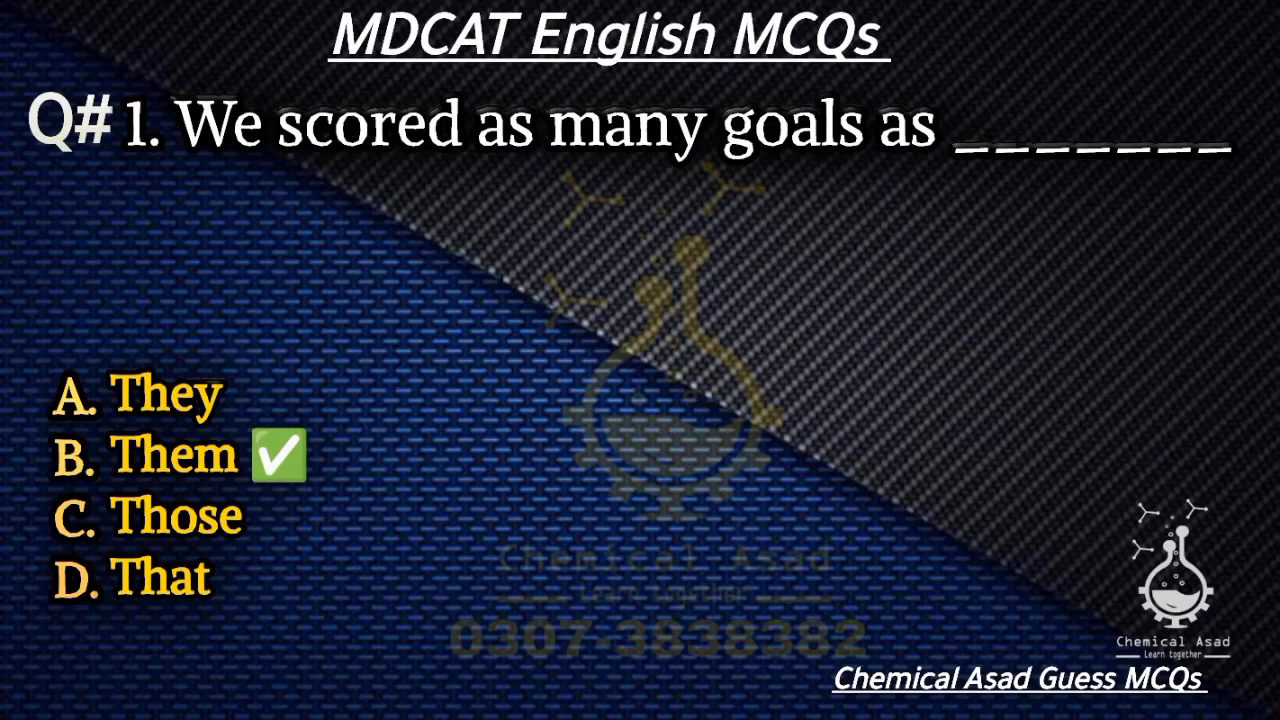 MDCAT English MCQs
Q# 1. We scored as many goals as _______
A. They
B. Them ✅
C. Those
D. That
Chemical Asad
Learn together
0307-3838382
Chemical Asad
Learn together
Chemical Asad Guess MCQs